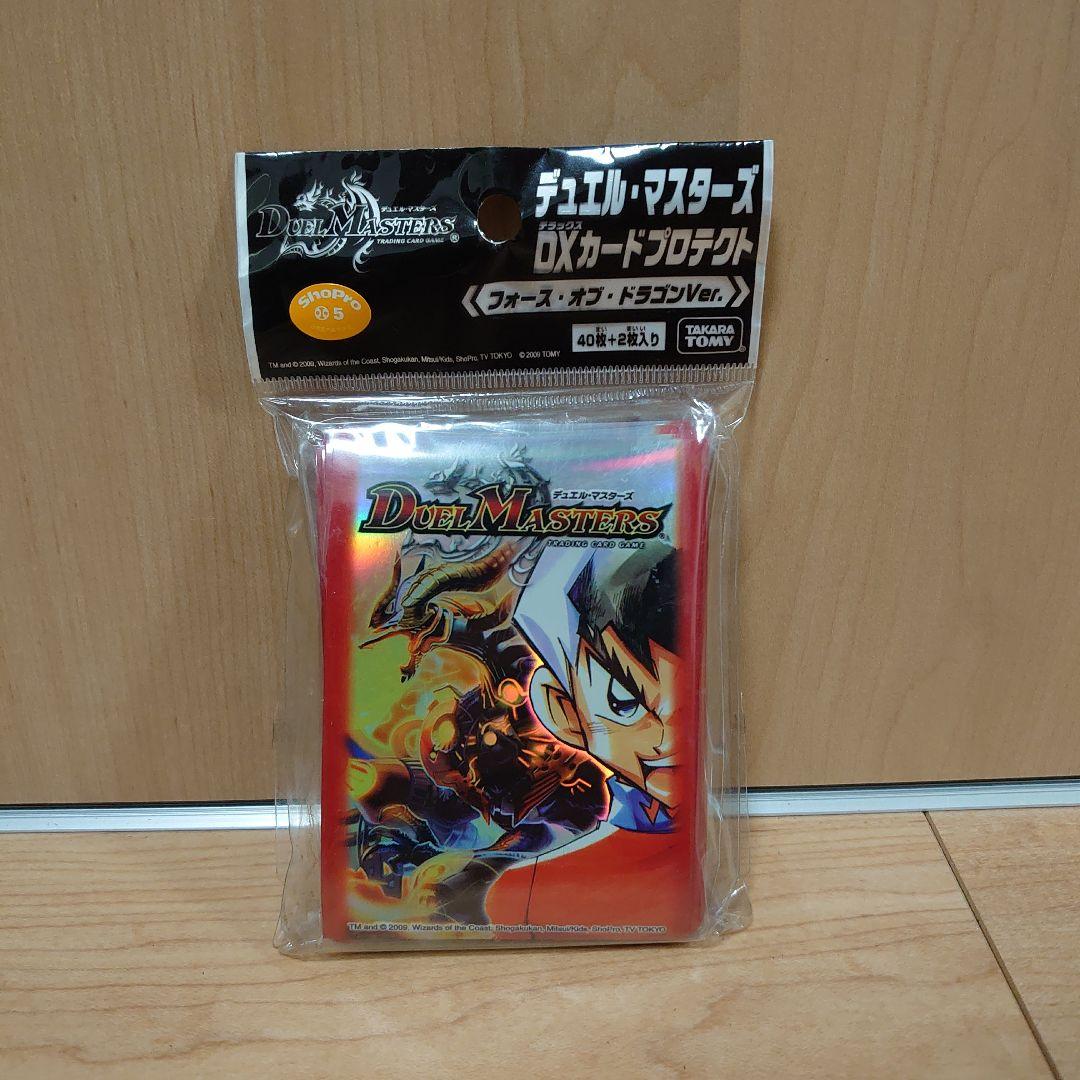 デュエル・マスターズ
DUEL MASTERS
TRADING CARD GAME ®
デュエル・マスターズ
デラックス
DXカードプロテクト
フォース・オブ・ドラゴンVer.
まい まいい
40枚+2枚入り
TAKARA
TOMY
ShoPro
5
TM and © 2009, Wizards of the Coast, Shogakukan, Mitsui/Kids, ShoPro, TV TOKYO © 2009 TOMY
デュエル・マスターズ
DUEL MASTERS®
TRADING CARD GAME
TM and © 2009, Wizards of the Coast, Shogakukan, Mitsui/Kids, ShoPro, TV TOKYO